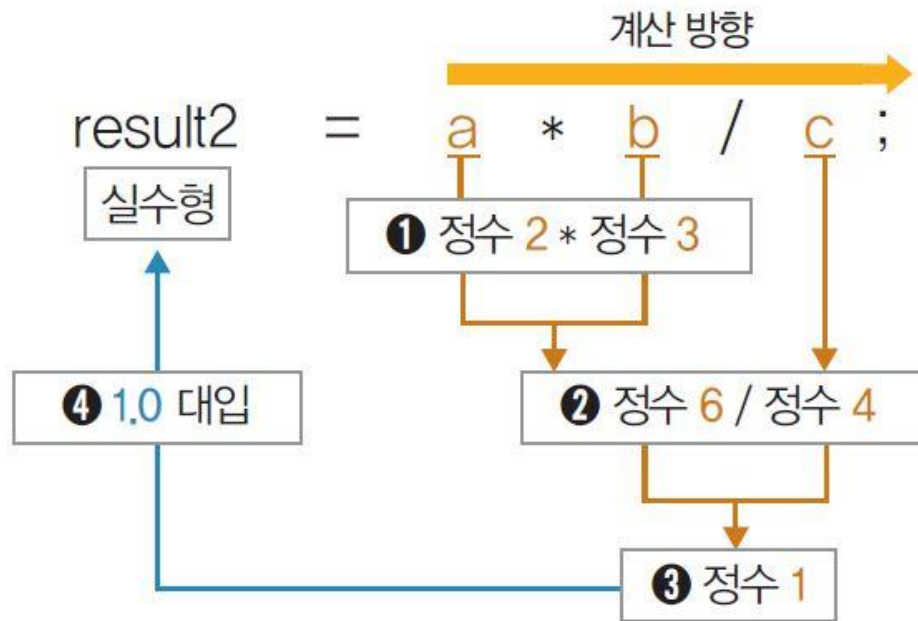 계산 방향
result2 = a * b / c ;
실수형
❶ 정수 2 * 정수 3
❹ 1.0 대입
❷ 정수 6 / 정수 4
❸ 정수 1